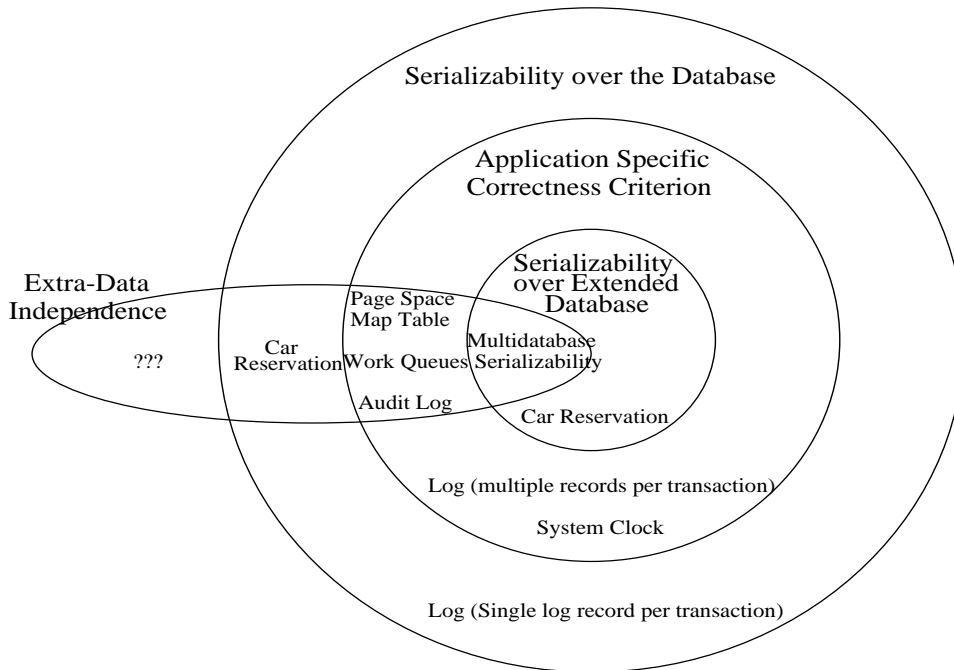 Serializability over the Database
Application Specific
Correctness Criterion
Serializability
over Extended
Database
Extra-Data
Independence
Page Space
Map Table
Car
Reservation
???
Work Queues
Multidatabase
Serializability
Audit Log
Car Reservation
Log (multiple records per transaction)
System Clock
Log (Single log record per transaction)